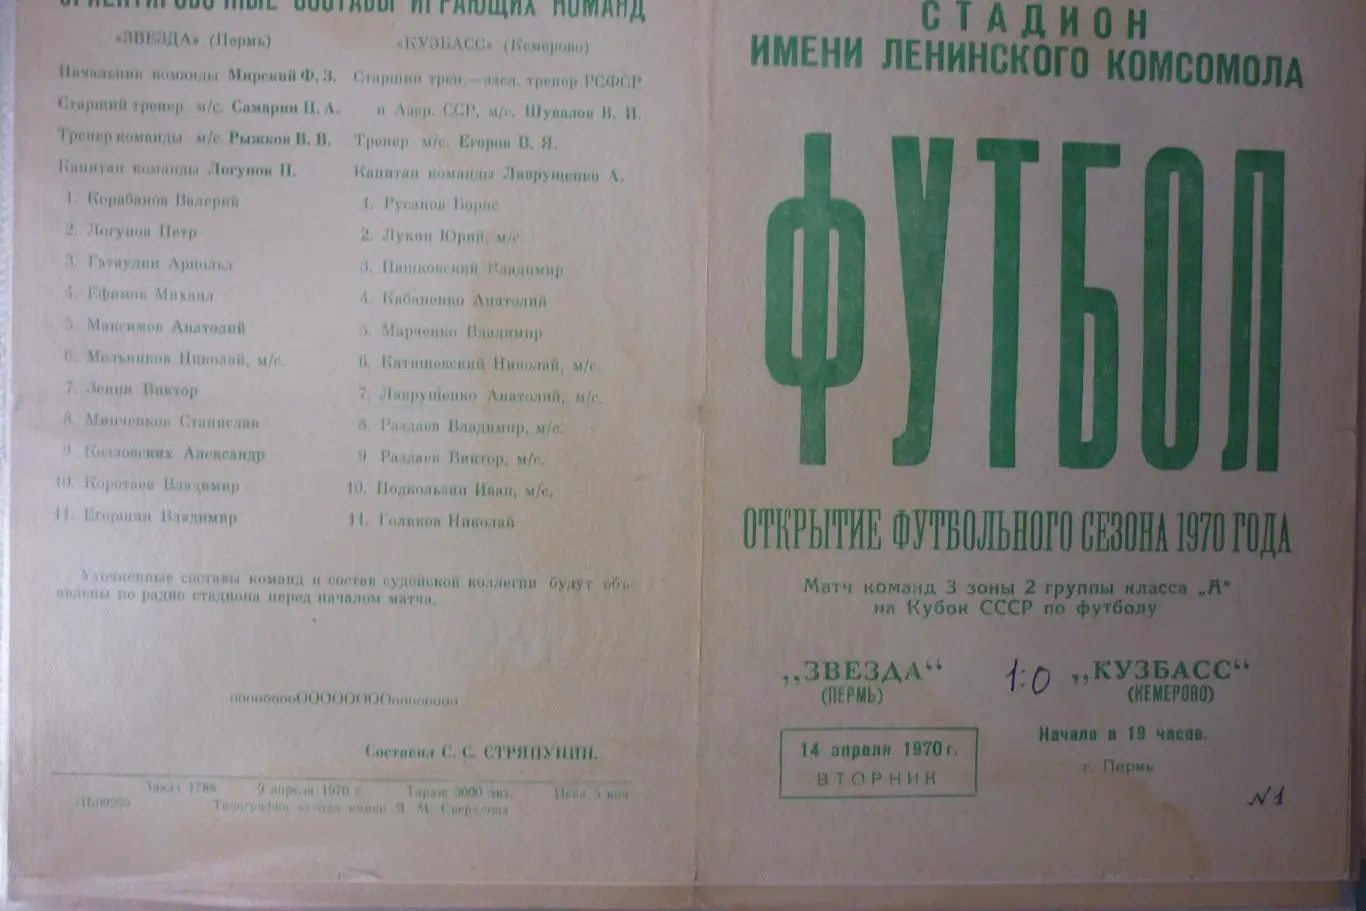 ОРИЕНТИРОВОЧНЫЕ СОСТАВЫ ИГРАЮЩИХ КОМАНД
«ЗВЕЗДА» (Пермь)
Начальник команды Мирский Ф. З.
Старший тренер м/с. Самарин П. А.
Тренер команды м/с. Рыжков В. В.
Капитан команды Логунов П.
1. Корабанов Валерий
2. Логунов Петр
3. Гатаулин Арнольд
4. Ефимов Михаил
5. Максимов Анатолий
6. Мельников Николай, м/с.
7. Зенин Виктор
8. Минченков Станислав
9 Козловских Александр
10. Коротаев Владимир
11. Егоршин Владимир
«КУЗБАСС» (Кемерово)
Старший трен.—засл. тренер РСФСР
и Азер. ССР, м/с, Шувалов В. И.
Тренер м/с. Егоров В. Я.
Капитан команды Лаврущенко А.
1. Русанов Борис
2. Лукин Юрий, м/с.
3. Пашковский Владимир
4. Кабаненко Анатолий
5. Марченко Владимир
6. Катишевский Николай, м/с.
7. Лаврущенко Анатолий, м/с.
8. Раздаев Владимир, м/с.
9 Раздаев Виктор, м/с.
10. Подкользин Иван, м/с.
11. Голиков Николай
Уточненные составы команд и состав судейской коллегии будут объ-
явлены по радио стадиона перед началом матча.
Составил С. С. СТРЯПУНИН.
Заказ 1788 9 апреля 1970 г. Тираж 3000 экз. Цена 5 коп
ЛБ09259 Типография завода имени Я. М. Свердлова
СТАДИОН
ИМЕНИ ЛЕНИНСКОГО КОМСОМОЛА
ФУТБОЛ
ОТКРЫТИЕ ФУТБОЛЬНОГО СЕЗОНА 1970 ГОДА
Матч команд 3 зоны 2 группы класса „А“
на Кубок СССР по футболу
„ЗВЕЗДА“ 1:0 „КУЗБАСС“
(ПЕРМЬ) (КЕМЕРОВО)
14 апреля 1970 г.
ВТОРНИК
Начало в 19 часов.
г. Пермь
N1